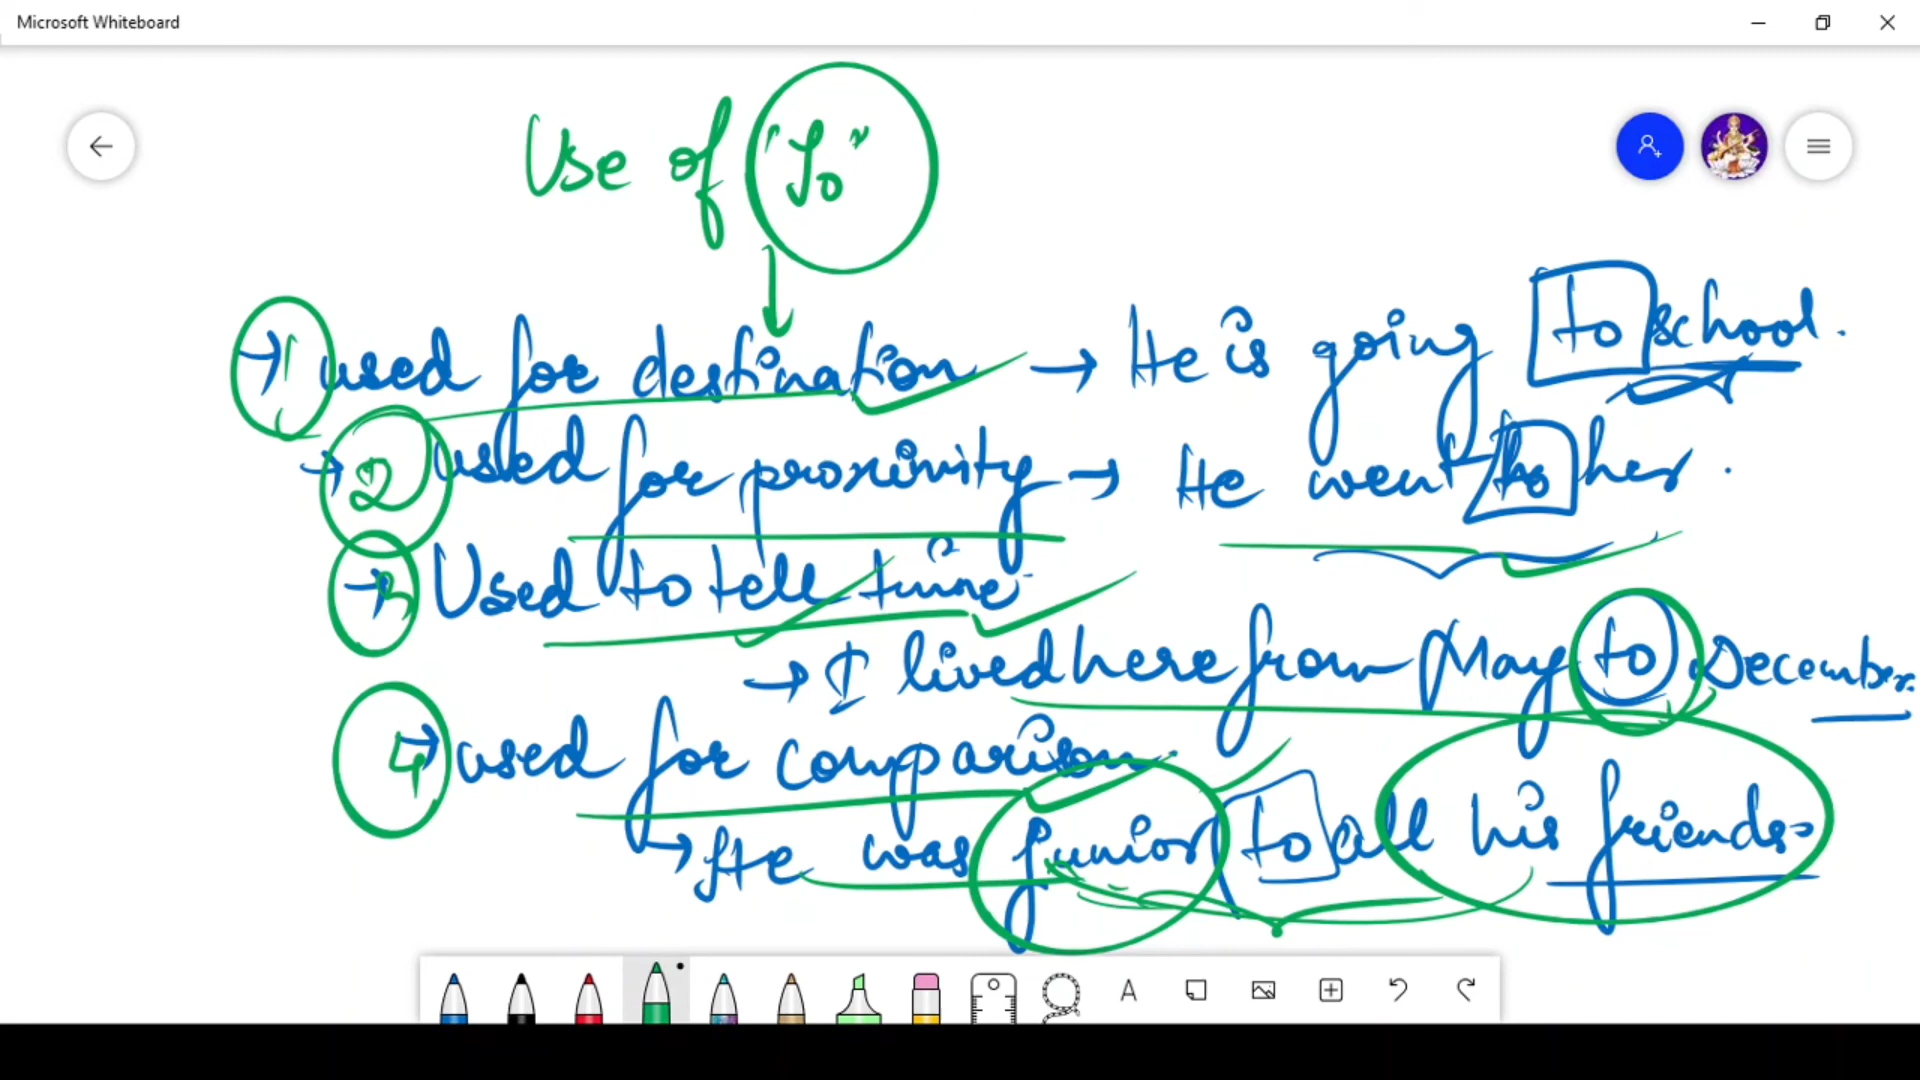 Microsoft Whiteboard
Use of "To"
1 → used for destination → He is going to school.
2 → used for proximity → He went to her.
3 → Used to tell time
→ I lived here from May to December.
4 → used for comparison
→ He was junior to all his friends.
A